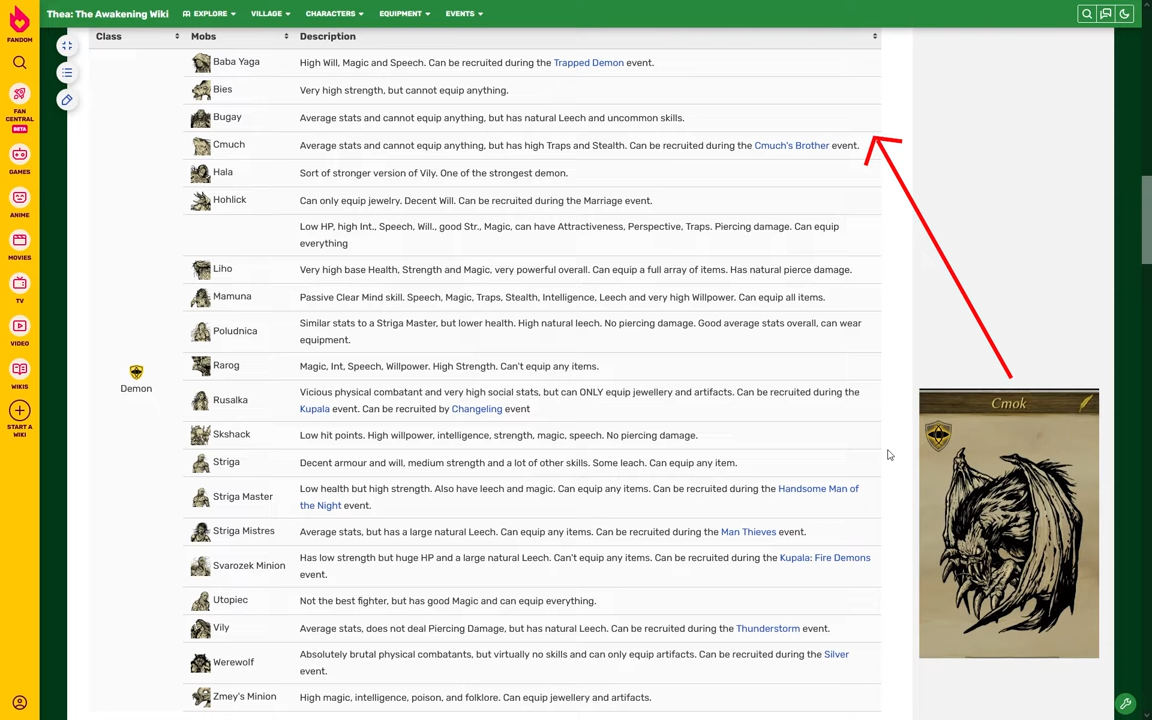 Thea: The Awakening Wiki
EXPLORE
VILLAGE
CHARACTERS
EQUIPMENT
EVENTS
FANDOM
FAN
CENTRAL
BETA
GAMES
ANIME
MOVIES
TV
VIDEO
WIKIS
START A
WIKI
Class
Mobs
Description
Demon
Baba Yaga
High Will, Magic and Speech. Can be recruited during the Trapped Demon event.
Bies
Very high strength, but cannot equip anything.
Bugay
Average stats and cannot equip anything, but has natural Leech and uncommon skills.
Cmuch
Average stats and cannot equip anything, but has high Traps and Stealth. Can be recruited during the Cmuch's Brother event.
Hala
Sort of stronger version of Vily. One of the strongest demon.
Hohlick
Can only equip jewelry. Decent Will. Can be recruited during the Marriage event.
Low HP, high Int., Speech, Will., good Str., Magic, can have Attractiveness, Perspective, Traps. Piercing damage. Can equip
everything
Liho
Very high base Health, Strength and Magic, very powerful overall. Can equip a full array of items. Has natural pierce damage.
Mamuna
Passive Clear Mind skill. Speech, Magic, Traps, Stealth, Intelligence, Leech and very high Willpower. Can equip all items.
Poludnica
Similar stats to a Striga Master, but lower health. High natural leech. No piercing damage. Good average stats overall, can wear
equipment.
Rarog
Magic, Int, Speech, Willpower. High Strength. Can't equip any items.
Rusalka
Vicious physical combatant and very high social stats, but can ONLY equip jewellery and artifacts. Can be recruited during the
Kupala event. Can be recruited by Changeling event
Skshack
Low hit points. High willpower, intelligence, strength, magic, speech. No piercing damage.
Striga
Decent armour and will, medium strength and a lot of other skills. Some leach. Can equip any item.
Striga Master
Low health but high strength. Also have leech and magic. Can equip any items. Can be recruited during the Handsome Man of
the Night event.
Striga Mistres
Average stats, but has a large natural Leech. Can equip any items. Can be recruited during the Man Thieves event.
Svarozek Minion
Has low strength but huge HP and a large natural Leech. Can't equip any items. Can be recruited during the Kupala: Fire Demons
event.
Utopiec
Not the best fighter, but has good Magic and can equip everything.
Vily
Average stats, does not deal Piercing Damage, but has natural Leech. Can be recruited during the Thunderstorm event.
Werewolf
Absolutely brutal physical combatants, but virtually no skills and can only equip artifacts. Can be recruited during the Silver
event.
Zmey's Minion
High magic, intelligence, poison, and folklore. Can equip jewellery and artifacts.
Cmok